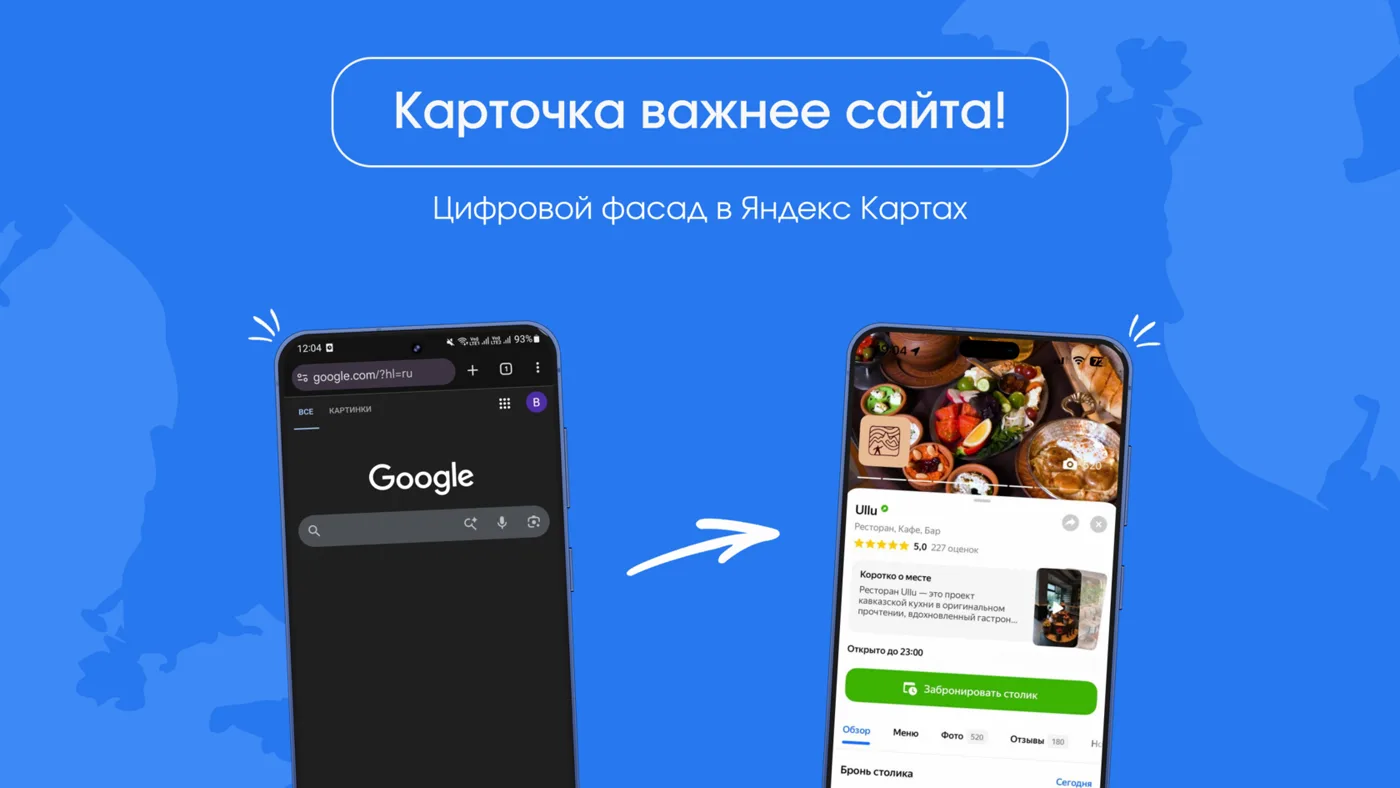 Карточка важнее сайта!
Цифровой фасад в Яндекс Картах
12:04
93%
google.com/?hl=ru
1
ВСЕ
КАРТИНКИ
B
Google
520
Ullu
Ресторан, Кафе, Бар
5,0 227 оценок
Коротко о месте
Ресторан Ullu — это проект
кавказской кухни в оригинальном
прочтении, вдохновленный гастрон...
Открыто до 23:00
Забронировать столик
Обзор
Меню
Фото 520
Отзывы 180
Бронь столика
Сегодня